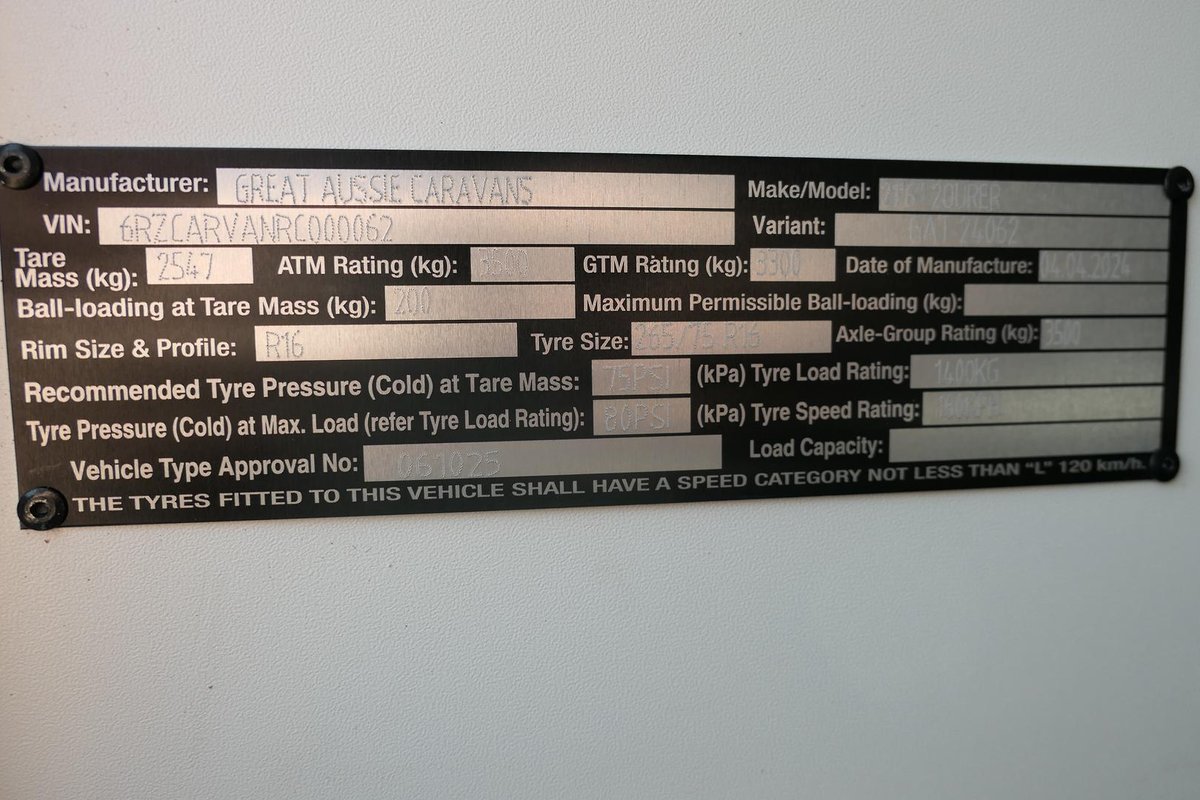 Manufacturer: GREAT AUSSIE CARAVANS Make/Model: 21'6 TOURER
VIN: 6RZCARVANRC000062 Variant: GAT 24062
Tare Mass (kg): 2547 ATM Rating (kg): 3500 GTM Rating (kg): 3300 Date of Manufacture: 04.04.2024
Ball-loading at Tare Mass (kg): 200 Maximum Permissible Ball-loading (kg):
Rim Size & Profile: R16 Tyre Size: 265/75 R16 Axle-Group Rating (kg): 3500
Recommended Tyre Pressure (Cold) at Tare Mass: 75PSI (kPa) Tyre Load Rating: 1400KG
Tyre Pressure (Cold) at Max. Load (refer Tyre Load Rating): 80PSI (kPa) Tyre Speed Rating:
Vehicle Type Approval No: 061025 Load Capacity:
THE TYRES FITTED TO THIS VEHICLE SHALL HAVE A SPEED CATEGORY NOT LESS THAN "L" 120 km/h.